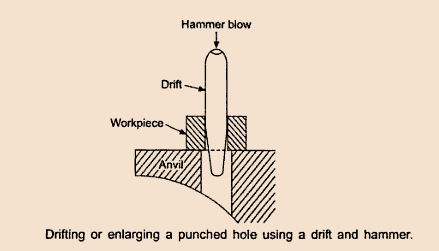 Hammer blow
Drift
Workpiece
Anvil
Drifting or enlarging a punched hole using a drift and hammer.